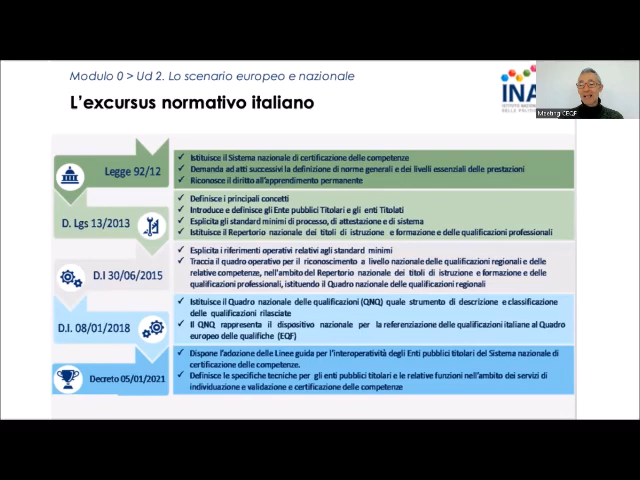 Modulo 0 > Ud 2. Lo scenario europeo e nazionale
L'excursus normativo italiano
INA
Meeting CEQF
Legge 92/12
✓ Istituisce il Sistema nazionale di certificazione delle competenze
✓ Demanda ad atti successivi la definizione di norme generali e dei livelli essenziali delle prestazioni
✓ Riconosce il diritto all'apprendimento permanente
D. Lgs 13/2013
✓ Definisce i principali concetti
✓ Introduce e definisce gli Ente pubblici Titolari e gli enti Titolati
✓ Esplicita gli standard minimi di processo, di attestazione e di sistema
✓ Istituisce il Repertorio nazionale dei titoli di istruzione e formazione e delle qualificazioni professionali
D.I 30/06/2015
✓ Esplicita i riferimenti operativi relativi agli standard minimi
✓ Traccia il quadro operativo per il riconoscimento a livello nazionale delle qualificazioni regionali e delle
relative competenze, nell'ambito del Repertorio nazionale dei titoli di istruzione e formazione e delle
qualificazioni professionali, istituendo il Quadro nazionale delle qualificazioni regionali
D.I. 08/01/2018
✓ Istituisce il Quadro nazionale delle qualificazioni (QNQ) quale strumento di descrizione e classificazione
delle qualificazioni rilasciate
✓ Il QNQ rappresenta il dispositivo nazionale per la referenziazione delle qualificazioni italiane al Quadro
europeo delle qualifiche (EQF)
Decreto 05/01/2021
✓ Dispone l'adozione delle Linee guida per l'interoperatività degli Enti pubblici titolari del Sistema nazionale di
certificazione delle competenze.
✓ Definisce le specifiche tecniche per gli enti pubblici titolari e le relative funzioni nell'ambito dei servizi di
individuazione e validazione e certificazione delle competenze